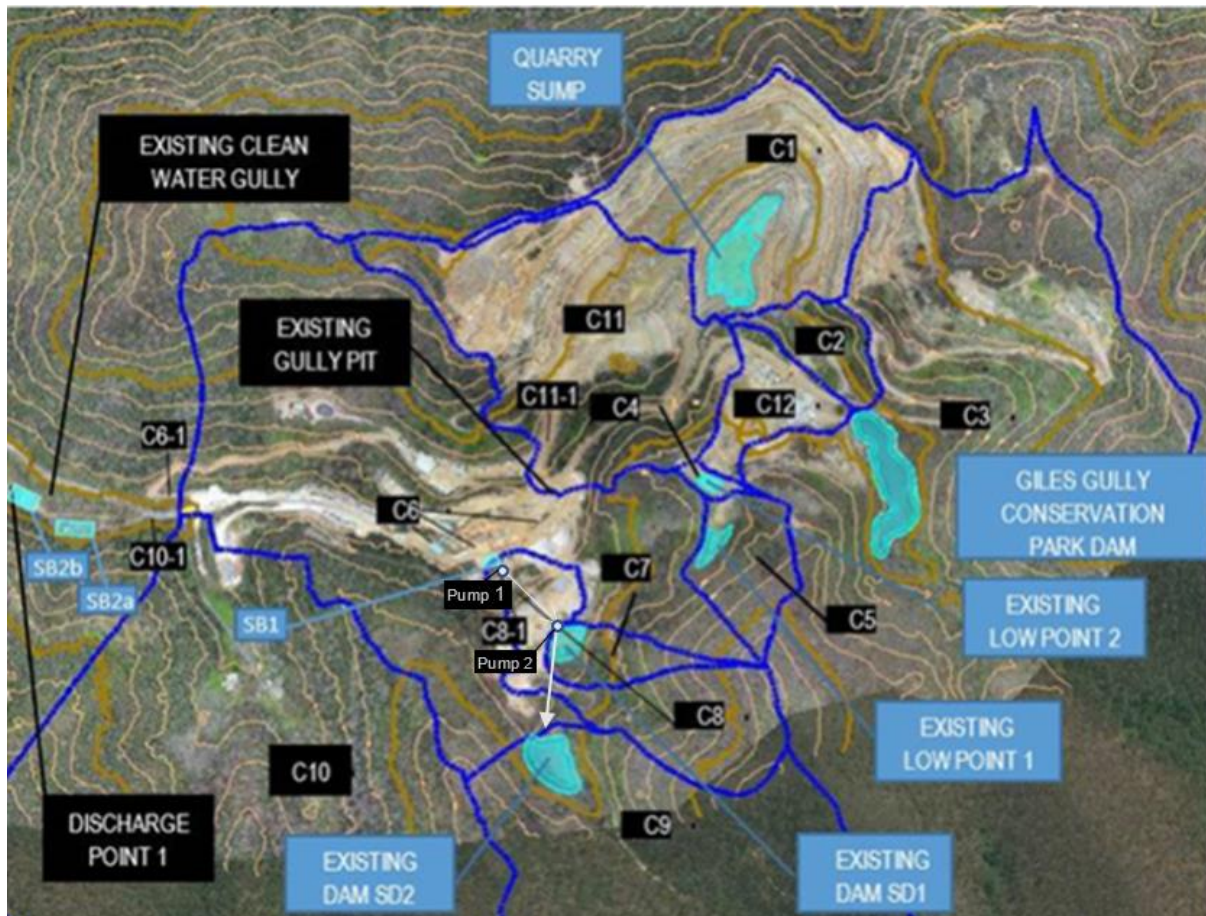 QUARRY
SUMP
C1
EXISTING CLEAN
WATER GULLY
EXISTING
GULLY PIT
C11
C2
C11-1
C4
C12
C3
C6-1
C6
GILES GULLY
CONSERVATION
PARK DAM
C10-1
SB2b
SB2a
SB1
Pump 1
C7
C8-1
C5
EXISTING
LOW POINT 2
Pump 2
C8
EXISTING
LOW POINT 1
C10
DISCHARGE
POINT 1
C9
EXISTING
DAM SD2
EXISTING
DAM SD1